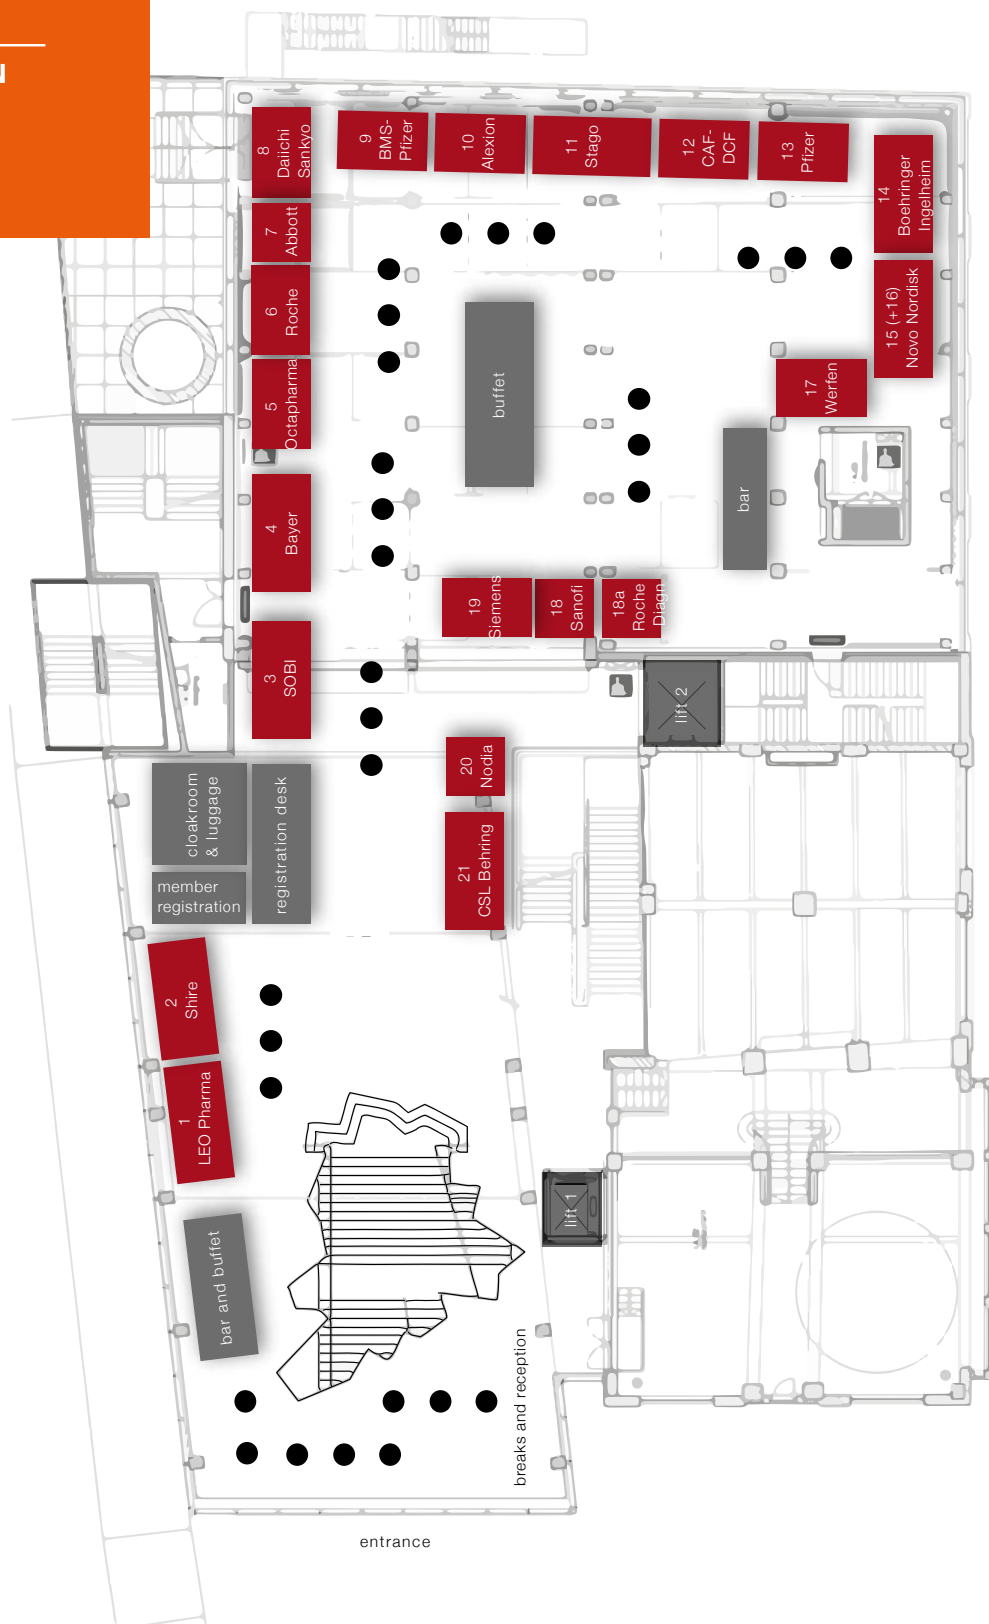 8
Daiichi
Sankyo
9
BMS-
Pfizer
10
Alexion
11
Stago
12
CAF-
DCF
13
Pfizer
14
Boehringer
Ingelheim
7
Abbott
6
Roche
15 (+16)
Novo Nordisk
5
Octapharma
buffet
17
Werfen
4
Bayer
bar
19
Siemens
18
Sanofi
18a
Roche
Diagn
3
SOBI
lift 2
20
Nodia
cloakroom
& luggage
registration desk
member
registration
21
CSL Behring
2
Shire
1
LEO Pharma
lift 1
bar and buffet
breaks and reception
entrance